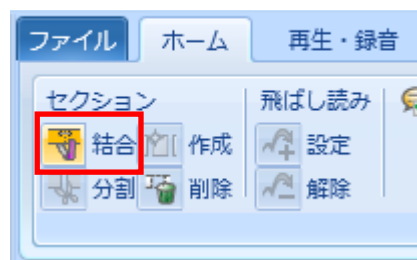 ファイル ホーム 再生・録音
セクション 飛ばし読み
結合 作成 設定
分割 削除 解除